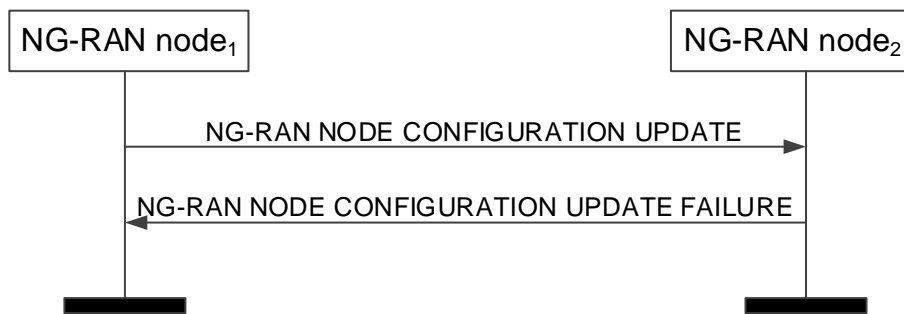 NG-RAN node₁
NG-RAN node₂
NG-RAN NODE CONFIGURATION UPDATE
NG-RAN NODE CONFIGURATION UPDATE FAILURE